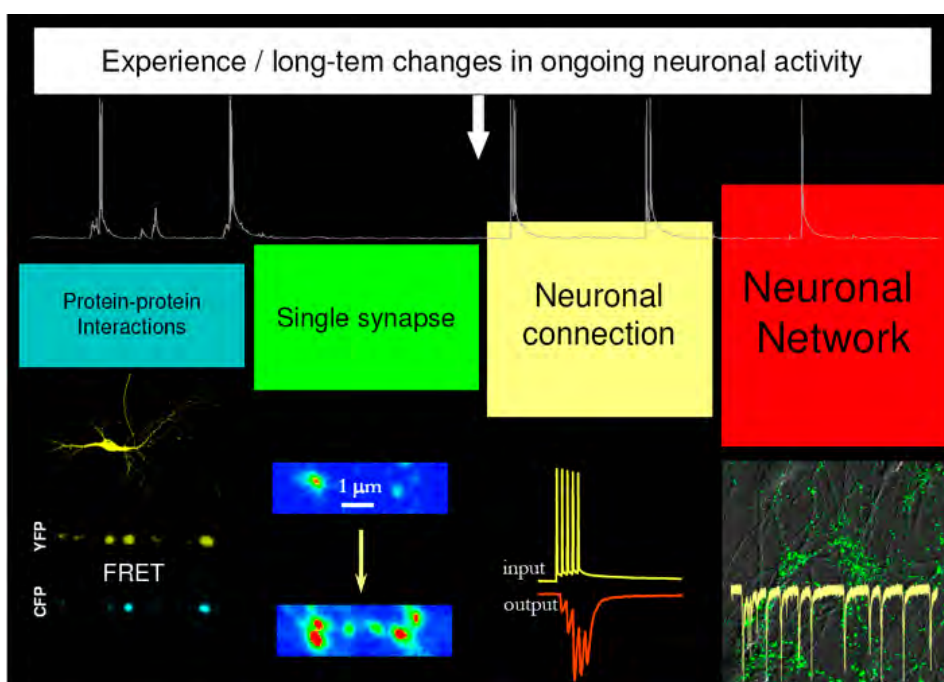 Experience / long-tem changes in ongoing neuronal activity
Protein-protein
Interactions
Single synapse
Neuronal
connection
Neuronal
Network
1 μm
YFP
FRET
CFP
input
output